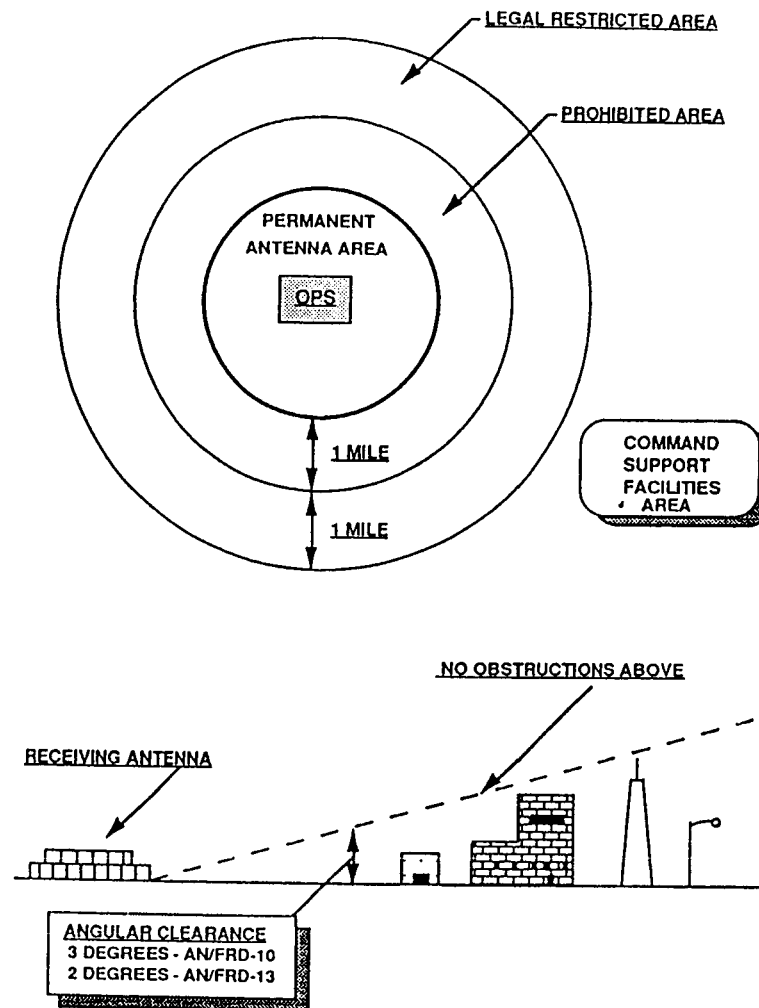 LEGAL RESTRICTED AREA
PROHIBITED AREA
PERMANENT
ANTENNA AREA
OPS
1 MILE
1 MILE
COMMAND
SUPPORT
FACILITIES
AREA
NO OBSTRUCTIONS ABOVE
RECEIVING ANTENNA
ANGULAR CLEARANCE
3 DEGREES - AN/FRD-10
2 DEGREES - AN/FRD-13